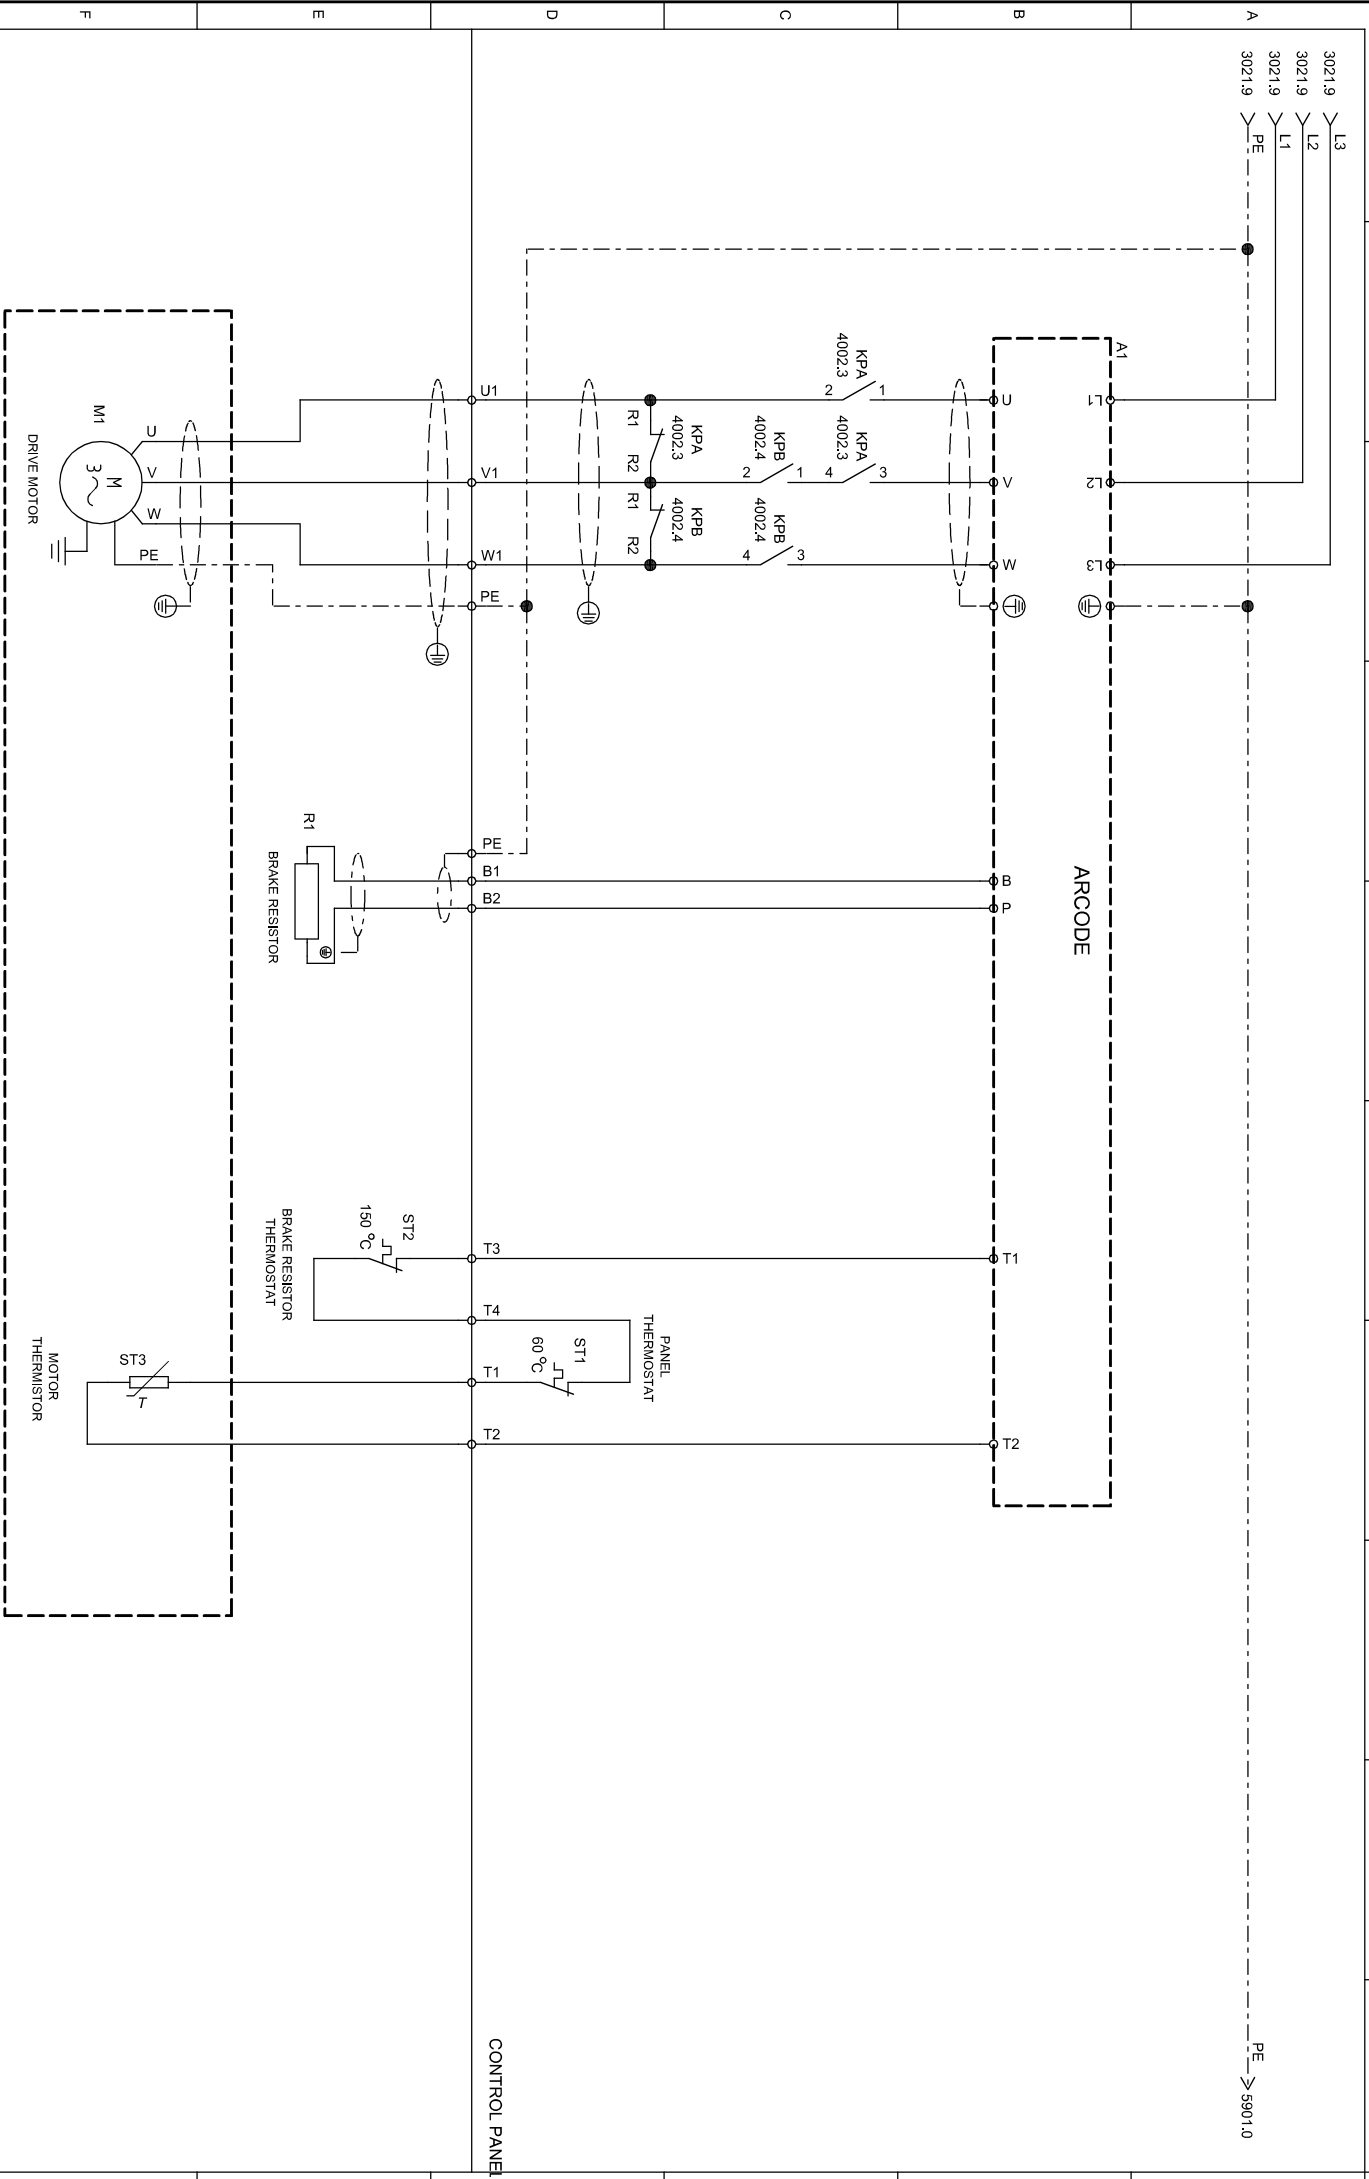 A
B
C
D
E
F
3021.9
L3
3021.9
L2
3021.9
L1
3021.9
PE
PE
5901.0
A1
L1
L2
L3
ARCODE
U
V
W
B
P
T1
T2
KPA
4002.3
1
2
KPA
4002.3
3
4
KPB
4002.4
1
2
KPB
4002.4
3
4
KPA
4002.3
R1
R2
KPB
4002.4
R1
R2
PANEL
THERMOSTAT
ST1
60 °C
U1
V1
W1
PE
PE
B1
B2
T3
T4
T1
T2
CONTROL PANEL
ST2
150 °C
BRAKE RESISTOR
THERMOSTAT
R1
BRAKE RESISTOR
U
V
W
PE
M1
M
3
DRIVE MOTOR
ST3
T
MOTOR
THERMISTOR